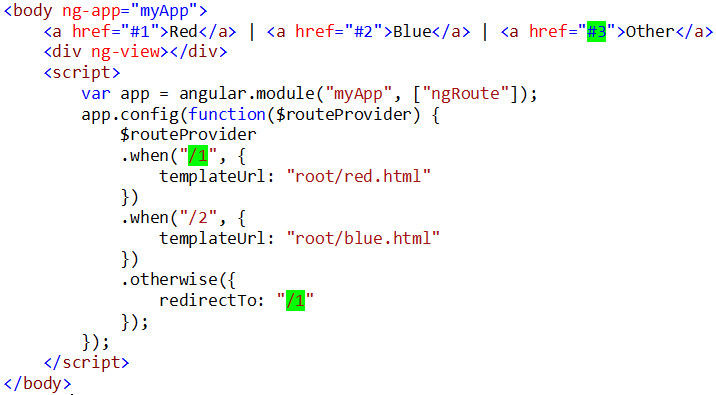 <body ng-app="myApp">
<a href="#1">Red</a> | <a href="#2">Blue</a> | <a href="#3">Other</a>
<div ng-view></div>
<script>
var app = angular.module("myApp", ["ngRoute"]);
app.config(function($routeProvider) {
$routeProvider
.when("/1", {
templateUrl: "root/red.html"
})
.when("/2", {
templateUrl: "root/blue.html"
})
.otherwise({
redirectTo: "/1"
});
});
</script>
</body>